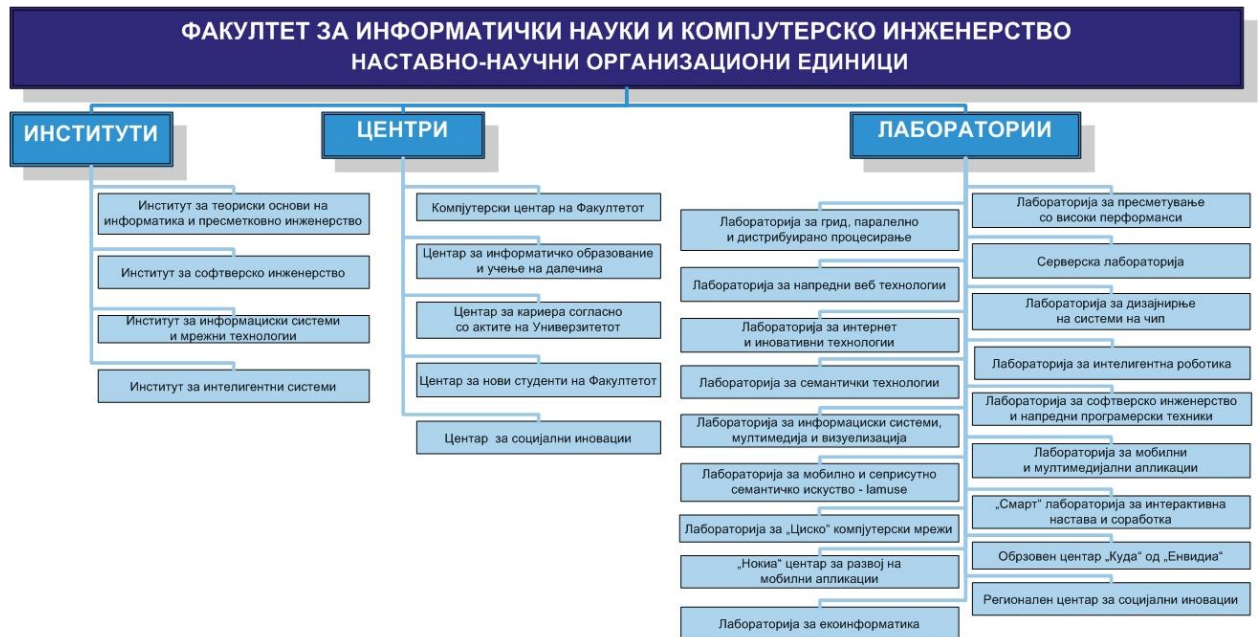 ФАКУЛТЕТ ЗА ИНФОРМАТИЧКИ НАУКИ И КОМПЈУТЕРСКО ИНЖЕНЕРСТВО
НАСТАВНО-НАУЧНИ ОРГАНИЗАЦИОНИ ЕДИНИЦИ
ИНСТИТУТИ
Институт за теориски основи на
информатика и пресметковно инженерство
Институт за софтверско инженерство
Институт за информациски системи
и мрежни технологии
Институт за интелигентни системи
ЦЕНТРИ
Компјутерски центар на Факултетот
Центар за информатичко образование
и учење на далечина
Центар за кариера согласно
со актите на Универзитетот
Центар за нови студенти на Факултетот
Центар за социјални иновации
ЛАБОРАТОРИИ
Лабораторија за грид, паралелно
и дистрибуирано процесирање
Лабораторија за напредни веб технологии
Лабораторија за интернет
и иновативни технологии
Лабораторија за семантички технологии
Лабораторија за информациски системи,
мултимедија и визуелизација
Лабораторија за мобилно и сеприсутно
семантичко искуство - Iamuse
Лабораторија за „Циско“ компјутерски мрежи
„Нокиа“ центар за развој на
мобилни апликации
Лабораторија за екоинформатика
Лабораторија за пресметување
со високи перформанси
Серверска лабораторија
Лабораторија за дизајнирње
на системи на чип
Лабораторија за интелигентна роботика
Лабораторија за софтверско инженерство
и напредни програмерски техники
Лабораторија за мобилни
и мултимедијални апликации
„Смарт“ лабораторија за интерактивна
настава и соработка
Обрзовен центар „Куда“ од „Енвидиа“
Регионален центар за социјални иновации